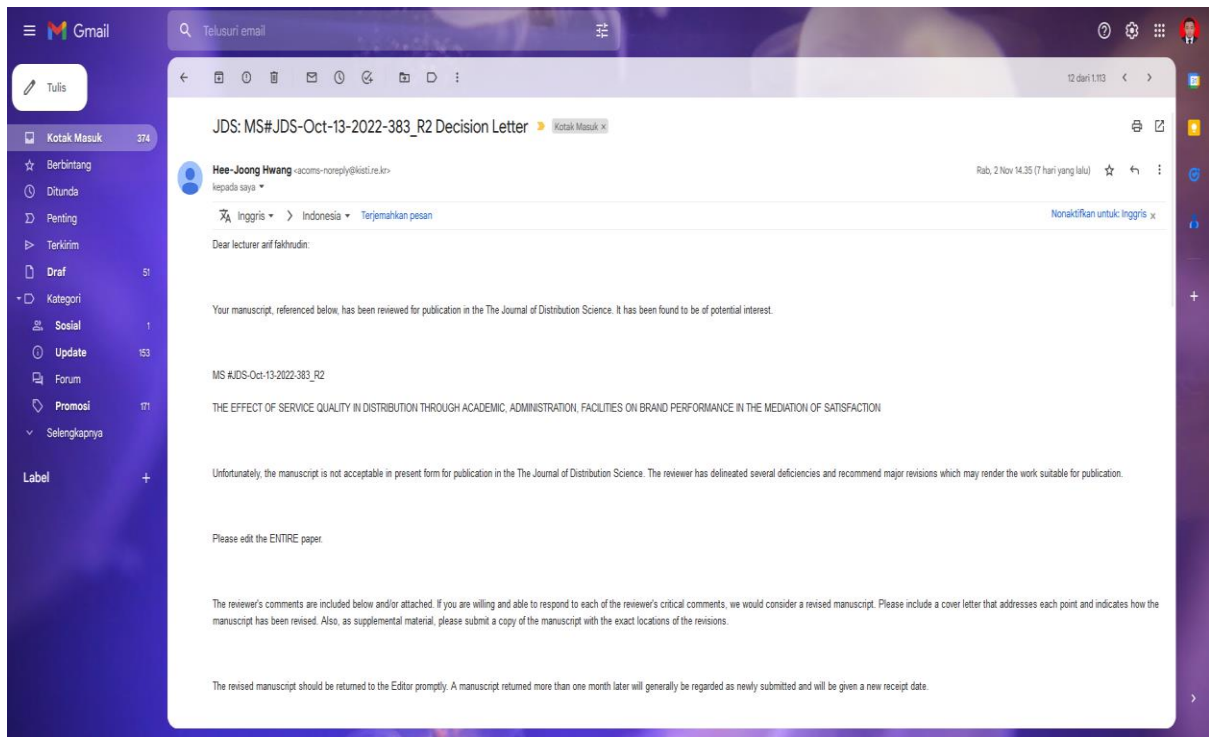 Gmail
Telusuri email
Tulis
12 dari 1.113
Kotak Masuk 374
Berbintang
Ditunda
Penting
Terkirim
Draf 51
Kategori
Sosial 1
Update 153
Forum
Promosi 171
Selengkapnya
Label +
JDS: MS#JDS-Oct-13-2022-383_R2 Decision Letter Kotak Masuk x
Hee-Joong Hwang <acoms-noreply@kisti.re.kr> Rab, 2 Nov 14.35 (7 hari yang lalu)
kepada saya
Inggris > Indonesia Terjemahkan pesan Nonaktifkan untuk: Inggris x
Dear lecturer arif fakhrudin:
Your manuscript, referenced below, has been reviewed for publication in the The Journal of Distribution Science. It has been found to be of potential interest.
MS #JDS-Oct-13-2022-383_R2
THE EFFECT OF SERVICE QUALITY IN DISTRIBUTION THROUGH ACADEMIC, ADMINISTRATION, FACILITIES ON BRAND PERFORMANCE IN THE MEDIATION OF SATISFACTION
Unfortunately, the manuscript is not acceptable in present form for publication in the The Journal of Distribution Science. The reviewer has delineated several deficiencies and recommend major revisions which may render the work suitable for publication.
Please edit the ENTIRE paper.
The reviewer's comments are included below and/or attached. If you are willing and able to respond to each of the reviewer's critical comments, we would consider a revised manuscript. Please include a cover letter that addresses each point and indicates how the
manuscript has been revised. Also, as supplemental material, please submit a copy of the manuscript with the exact locations of the revisions.
The revised manuscript should be returned to the Editor promptly. A manuscript returned more than one month later will generally be regarded as newly submitted and will be given a new receipt date.